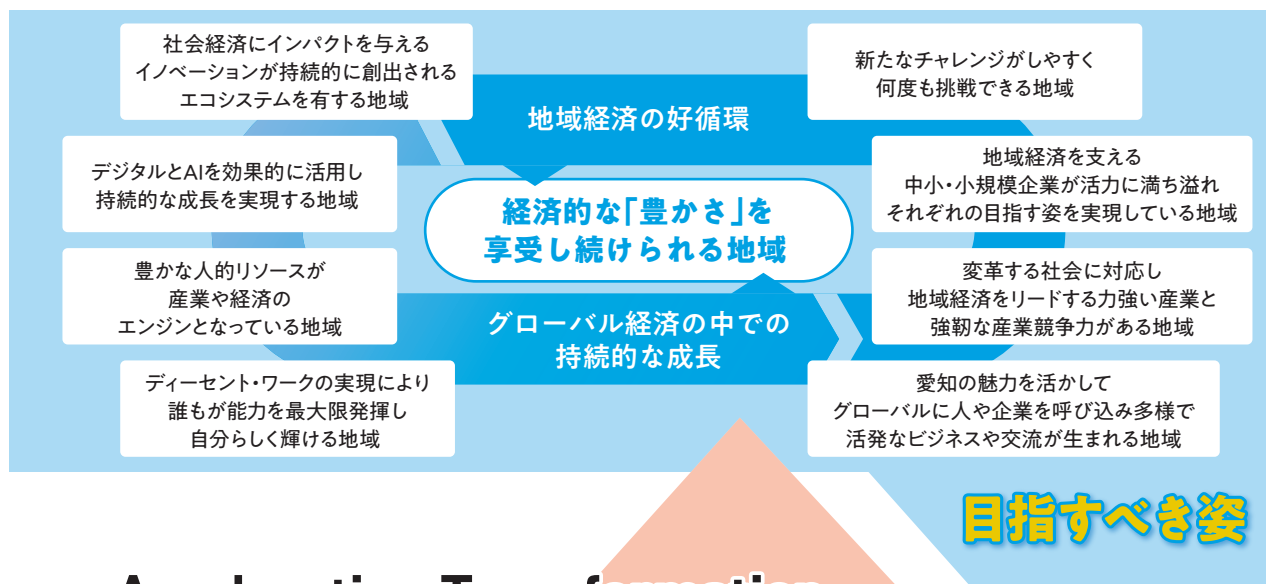 社会経済にインパクトを与える
イノベーションが持続的に創出される
エコシステムを有する地域
新たなチャレンジがしやすく
何度も挑戦できる地域
地域経済の好循環
デジタルとAIを効果的に活用し
持続的な成長を実現する地域
地域経済を支える
中小・小規模企業が活力に満ち溢れ
それぞれの目指す姿を実現している地域
経済的な「豊かさ」を
享受し続けられる地域
豊かな人的リソースが
産業や経済の
エンジンとなっている地域
変革する社会に対応し
地域経済をリードする力強い産業と
強靭な産業競争力がある地域
グローバル経済の中での
持続的な成長
ディーセント・ワークの実現により
誰もが能力を最大限発揮し
自分らしく輝ける地域
愛知の魅力を活かして
グローバルに人や企業を呼び込み多様で
活発なビジネスや交流が生まれる地域
目指すべき姿